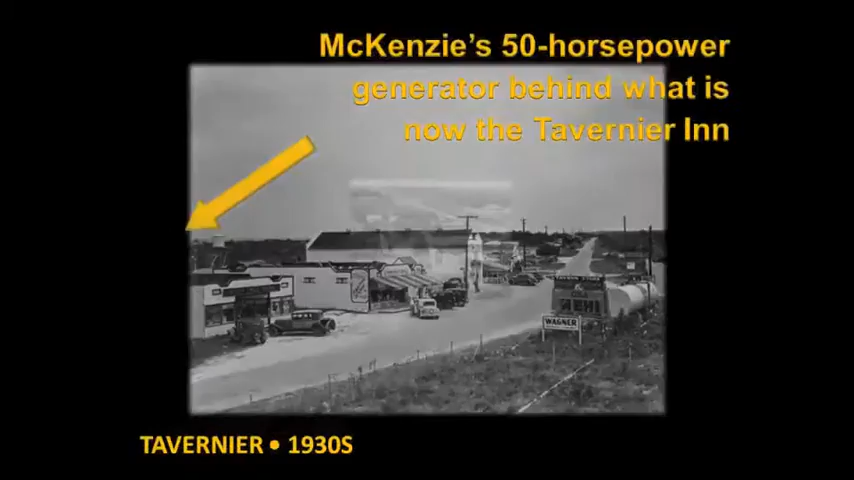 McKenzie's 50-horsepower
generator behind what is
now the Tavernier Inn
WAGNER
TAVERNIER • 1930S